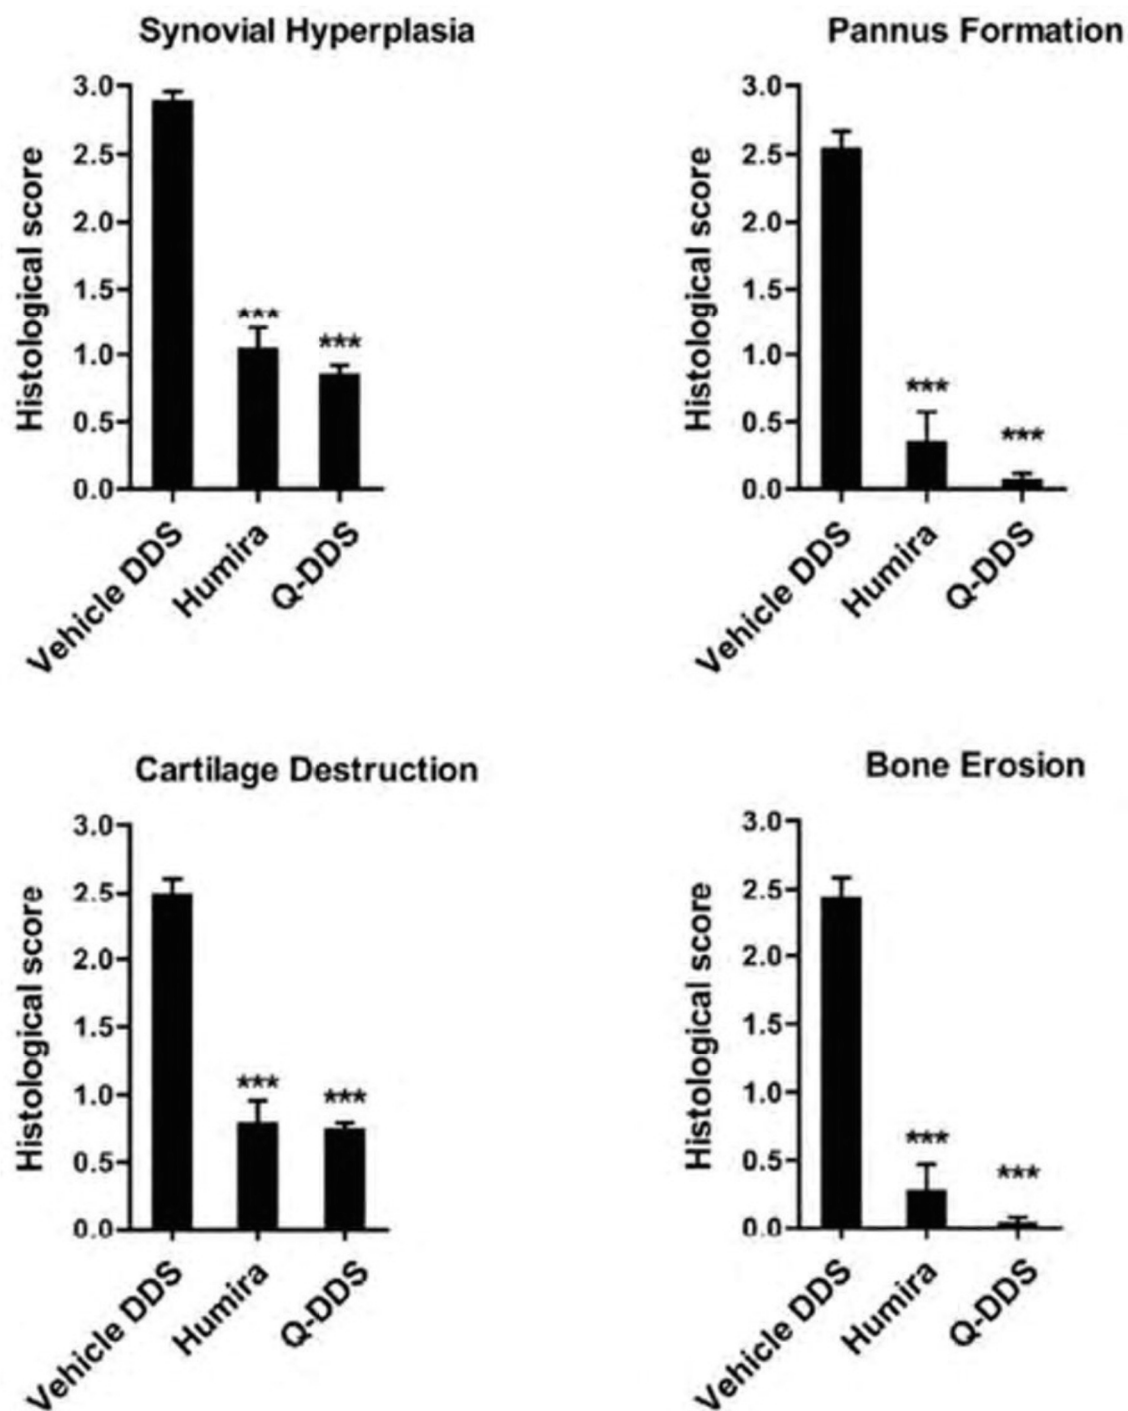 Synovial Hyperplasia
Histological score
3.0
2.5
2.0
1.5
1.0
0.5
0.0
***
***
Vehicle DDS
Humira
Q-DDS
Pannus Formation
Histological score
3.0
2.5
2.0
1.5
1.0
0.5
0.0
***
***
Vehicle DDS
Humira
Q-DDS
Cartilage Destruction
Histological score
3.0
2.5
2.0
1.5
1.0
0.5
0.0
***
***
Vehicle DDS
Humira
Q-DDS
Bone Erosion
Histological score
3.0
2.5
2.0
1.5
1.0
0.5
0.0
***
***
Vehicle DDS
Humira
Q-DDS